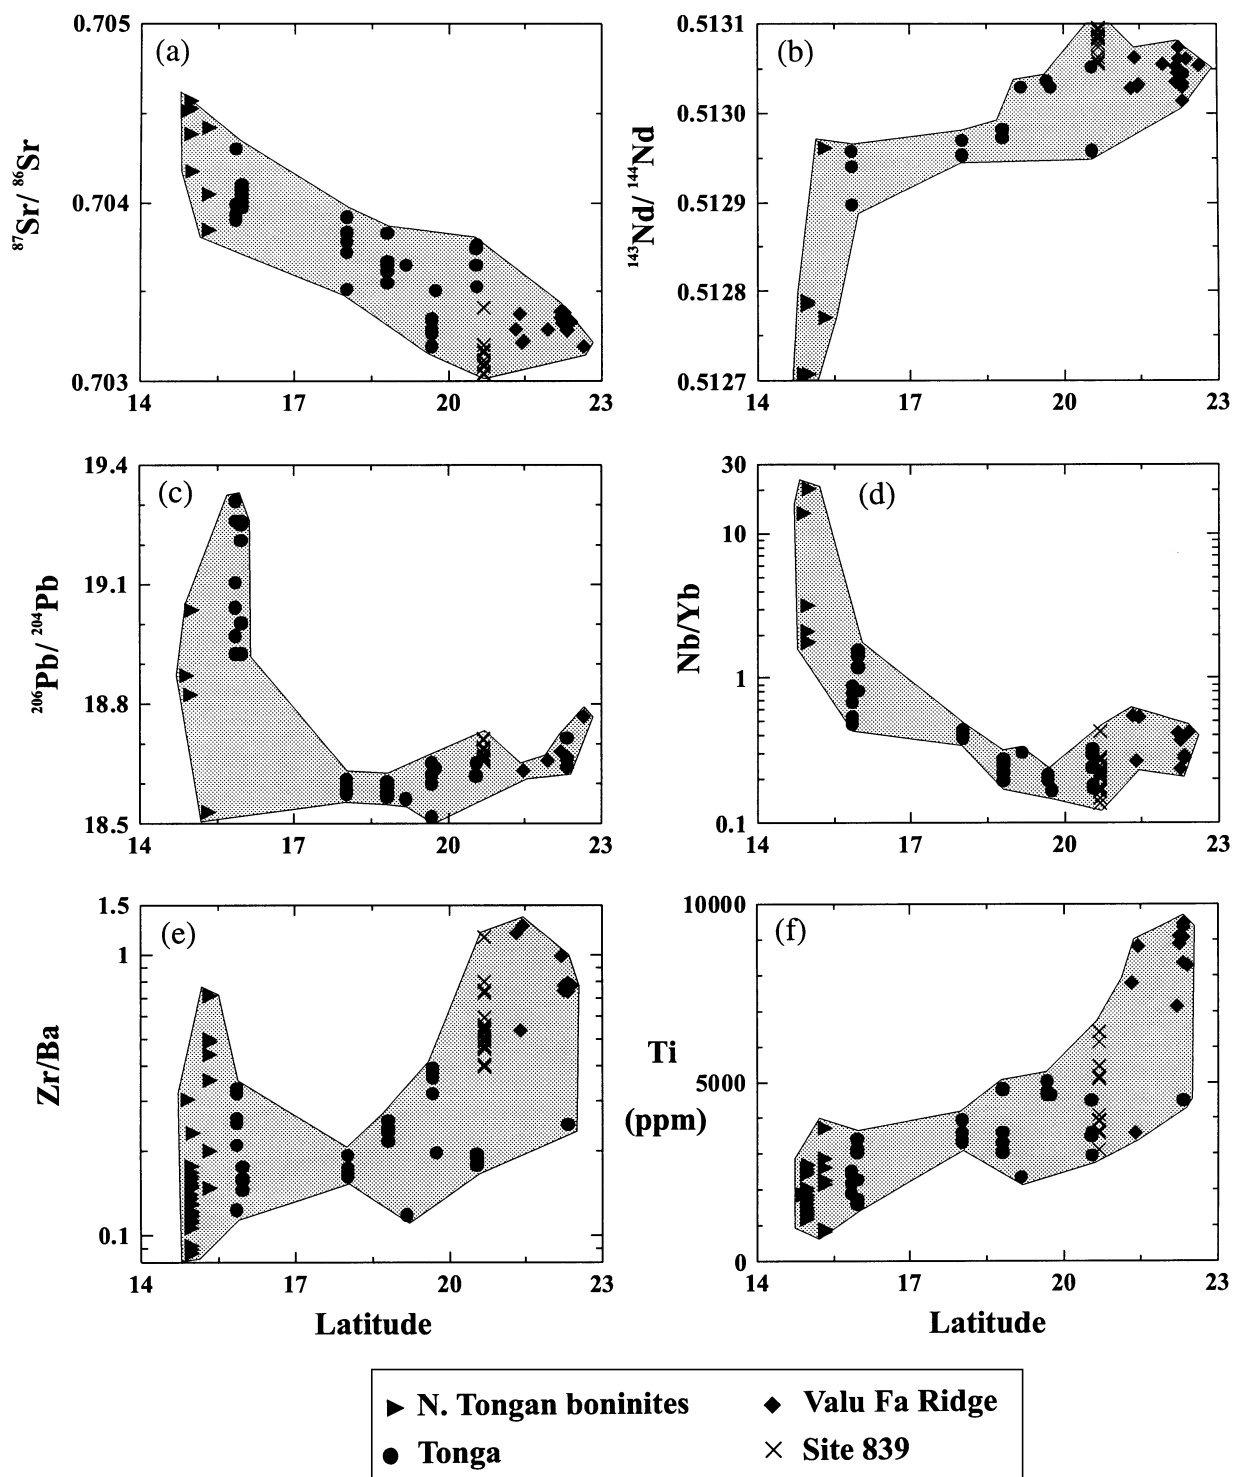 (a)
0.705
0.704
0.703
⁸⁷Sr/ ⁸⁶Sr
14 17 20 23
(b)
0.5131
0.5130
0.5129
0.5128
0.5127
¹⁴³Nd/ ¹⁴⁴Nd
14 17 20 23
(c)
19.4
19.1
18.8
18.5
²⁰⁶Pb/ ²⁰⁴Pb
14 17 20 23
(d)
30
10
1
0.1
Nb/Yb
14 17 20 23
(e)
1.5
1
0.1
Zr/Ba
14 17 20 23
Latitude
(f)
10000
5000
0
Ti
(ppm)
14 17 20 23
Latitude
N. Tongan boninites
Tonga
Valu Fa Ridge
Site 839